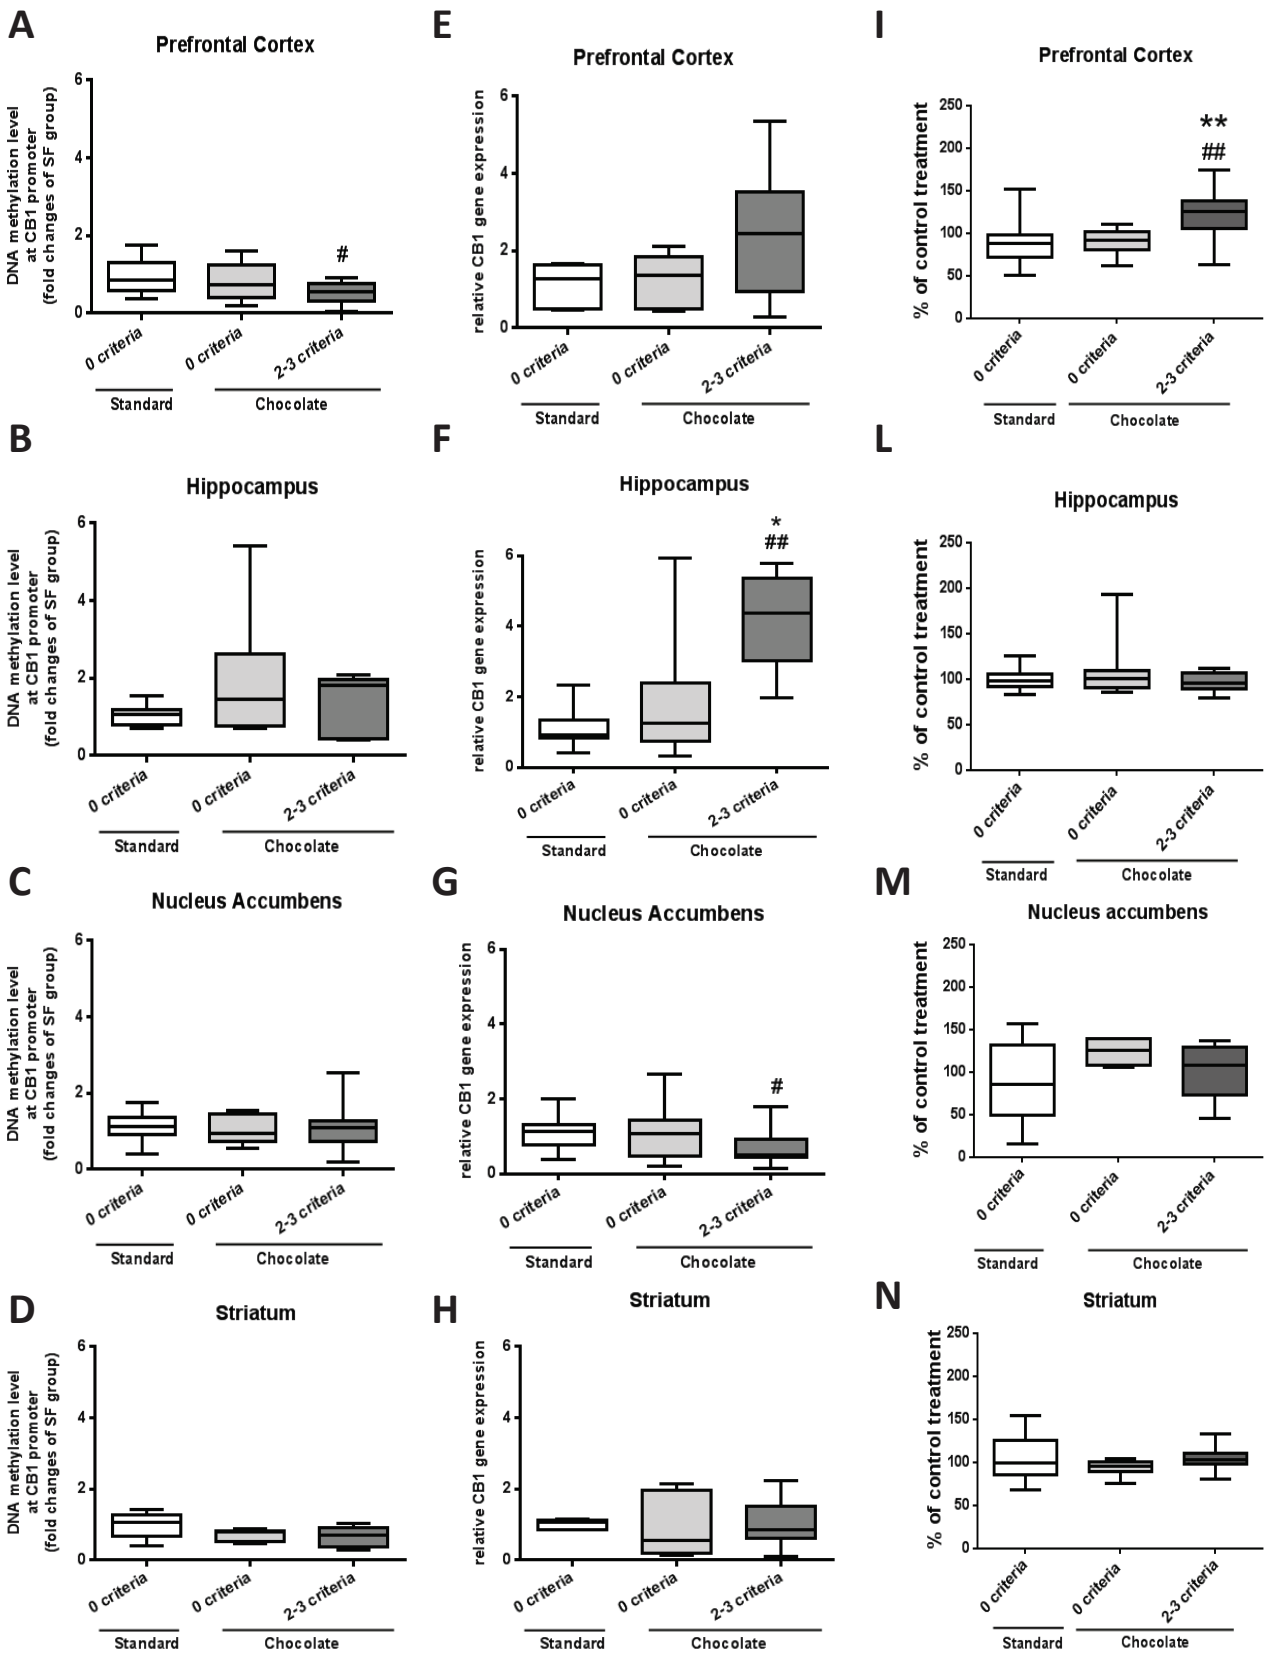 A
Prefrontal Cortex
DNA methylation level
at CB1 promoter
(fold changes of SF group)
6
4
2
0
#
0 criteria
0 criteria
2-3 criteria
Standard
Chocolate
E
Prefrontal Cortex
relative CB1 gene expression
6
4
2
0
0 criteria
0 criteria
2-3 criteria
Standard
Chocolate
I
Prefrontal Cortex
% of control treatment
250
200
150
100
50
0
**
##
0 criteria
0 criteria
2-3 criteria
Standard
Chocolate
B
Hippocampus
DNA methylation level
at CB1 promoter
(fold changes of SF group)
6
4
2
0
0 criteria
0 criteria
2-3 criteria
Standard
Chocolate
F
Hippocampus
relative CB1 gene expression
6
4
2
0
*
##
0 criteria
0 criteria
2-3 criteria
Standard
Chocolate
L
Hippocampus
% of control treatment
250
200
150
100
50
0
0 criteria
0 criteria
2-3 criteria
Standard
Chocolate
C
Nucleus Accumbens
DNA methylation level
at CB1 promoter
(fold changes of SF group)
6
4
2
0
0 criteria
0 criteria
2-3 criteria
Standard
Chocolate
G
Nucleus Accumbens
relative CB1 gene expression
6
4
2
0
#
0 criteria
0 criteria
2-3 criteria
Standard
Chocolate
M
Nucleus accumbens
% of control treatment
250
200
150
100
50
0
0 criteria
0 criteria
2-3 criteria
Standard
Chocolate
D
Striatum
DNA methylation level
at CB1 promoter
(fold changes of SF group)
6
4
2
0
0 criteria
0 criteria
2-3 criteria
Standard
Chocolate
H
Striatum
relative CB1 gene expression
6
4
2
0
0 criteria
0 criteria
2-3 criteria
Standard
Chocolate
N
Striatum
% of control treatment
250
200
150
100
50
0
0 criteria
0 criteria
2-3 criteria
Standard
Chocolate